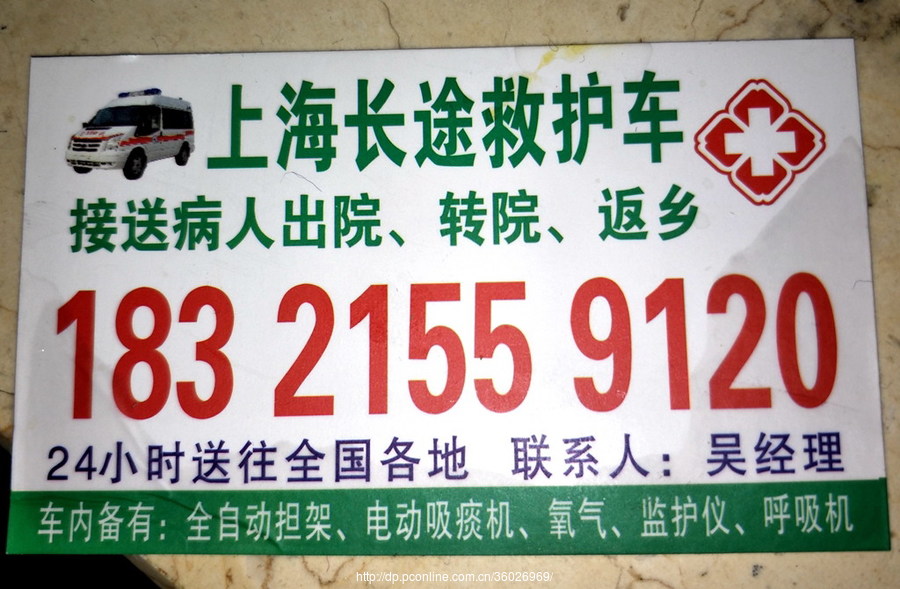 上海长途救护车
接送病人出院、转院、返乡
183 2155 9120
24小时送往全国各地 联系人：吴经理
车内备有：全自动担架、电动吸痰机、氧气、监护仪、呼吸机
http://dp.pconline.com.cn/36026969/